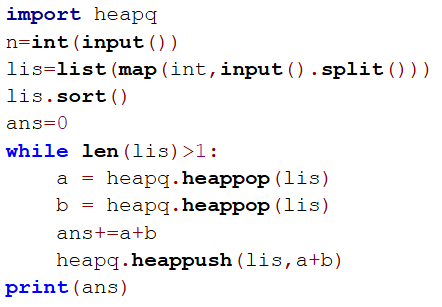 import heapq
n=int(input())
lis=list(map(int,input().split()))
lis.sort()
ans=0
while len(lis)>1:
    a = heapq.heappop(lis)
    b = heapq.heappop(lis)
    ans+=a+b
    heapq.heappush(lis,a+b)
print(ans)